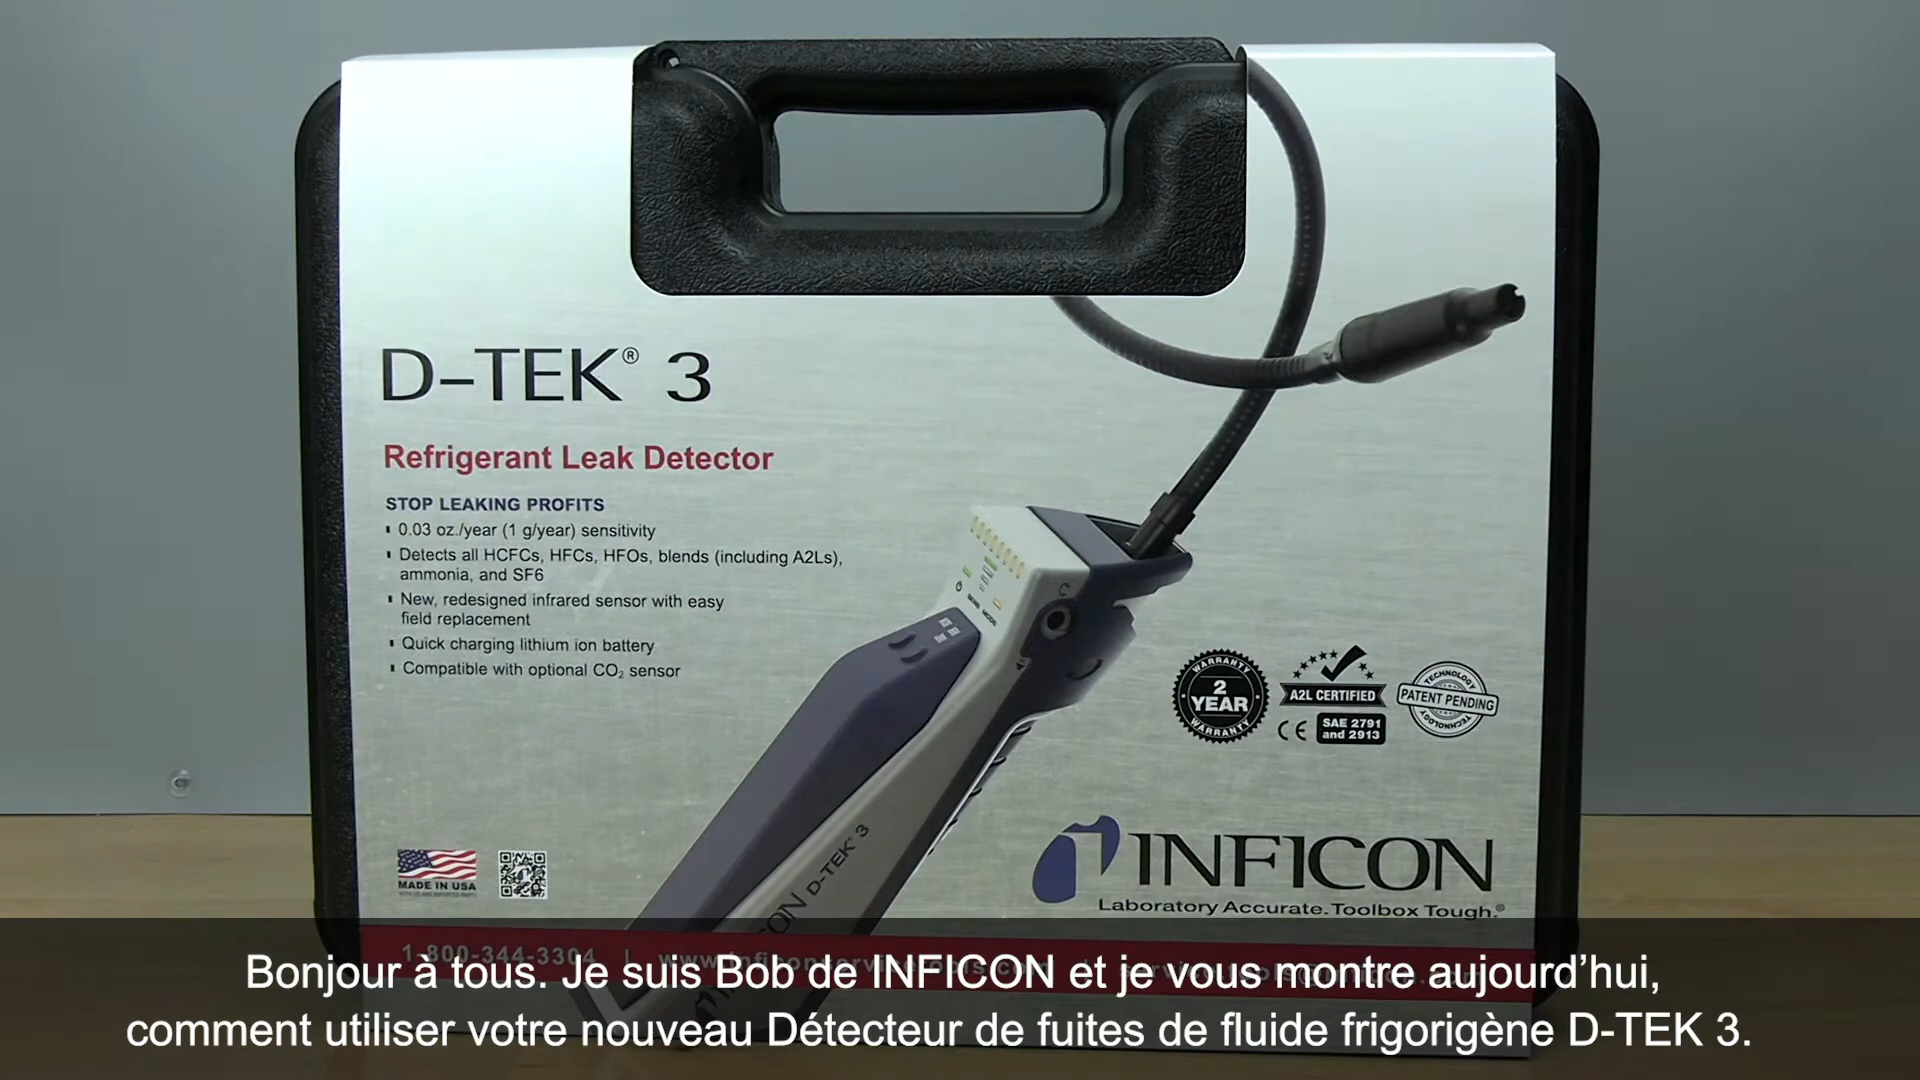 D-TEK® 3
Refrigerant Leak Detector
STOP LEAKING PROFITS
0.03 oz./year (1 g/year) sensitivity
Detects all HCFCs, HFCs, HFOs, blends (including A2Ls),
ammonia, and SF6
New, redesigned infrared sensor with easy
field replacement
Quick charging lithium ion battery
Compatible with optional CO₂ sensor
WARRANTY
2
YEAR
WARRANTY
A2L CERTIFIED
CE SAE 2791
and 2913
TECHNOLOGY
PATENT PENDING
TECHNOLOGY
MADE IN USA
D-TEK® 3
INFICON
Laboratory Accurate. Toolbox Tough.®
1-800-344-3304
Bonjour à tous. Je suis Bob de INFICON et je vous montre aujourd’hui,
comment utiliser votre nouveau Détecteur de fuites de fluide frigorigène D-TEK 3.